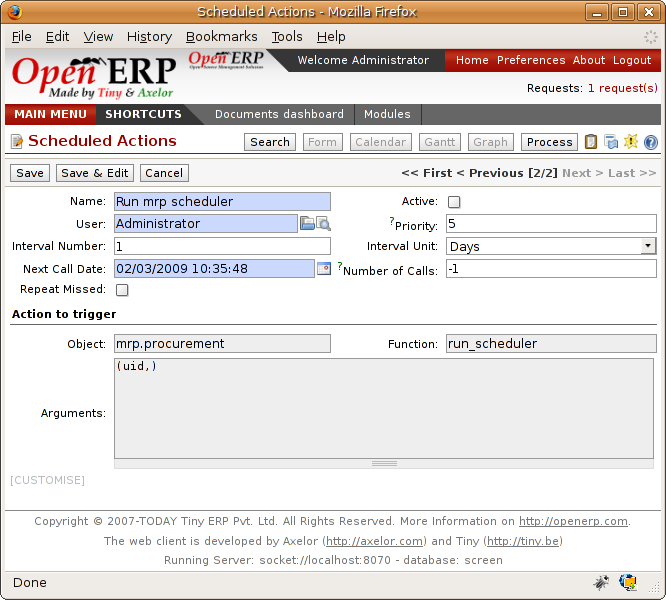 Scheduled Actions - Mozilla Firefox
File Edit View History Bookmarks Tools Help
Open ERP
Made by Tiny & Axelor
Open ERP
Open Source Management Solution
Welcome Administrator
Home Preferences About Logout
Requests: 1 request(s)
MAIN MENU SHORTCUTS Documents dashboard Modules
Scheduled Actions
Search Form Calendar Gantt Graph Process
Save Save & Edit Cancel
<< First < Previous [2/2] Next > Last >>
Name: Run mrp scheduler Active:
User: Administrator ?Priority: 5
Interval Number: 1 Interval Unit: Days
Next Call Date: 02/03/2009 10:35:48 ?Number of Calls: -1
Repeat Missed:
Action to trigger
Object: mrp.procurement Function: run_scheduler
Arguments: (uid,)
[CUSTOMISE]
Copyright © 2007-TODAY Tiny ERP Pvt. Ltd. All Rights Reserved. More Information on http://openerp.com.
The web client is developed by Axelor (http://axelor.com) and Tiny (http://tiny.be)
Running Server: socket://localhost:8070 - database: screen
Done